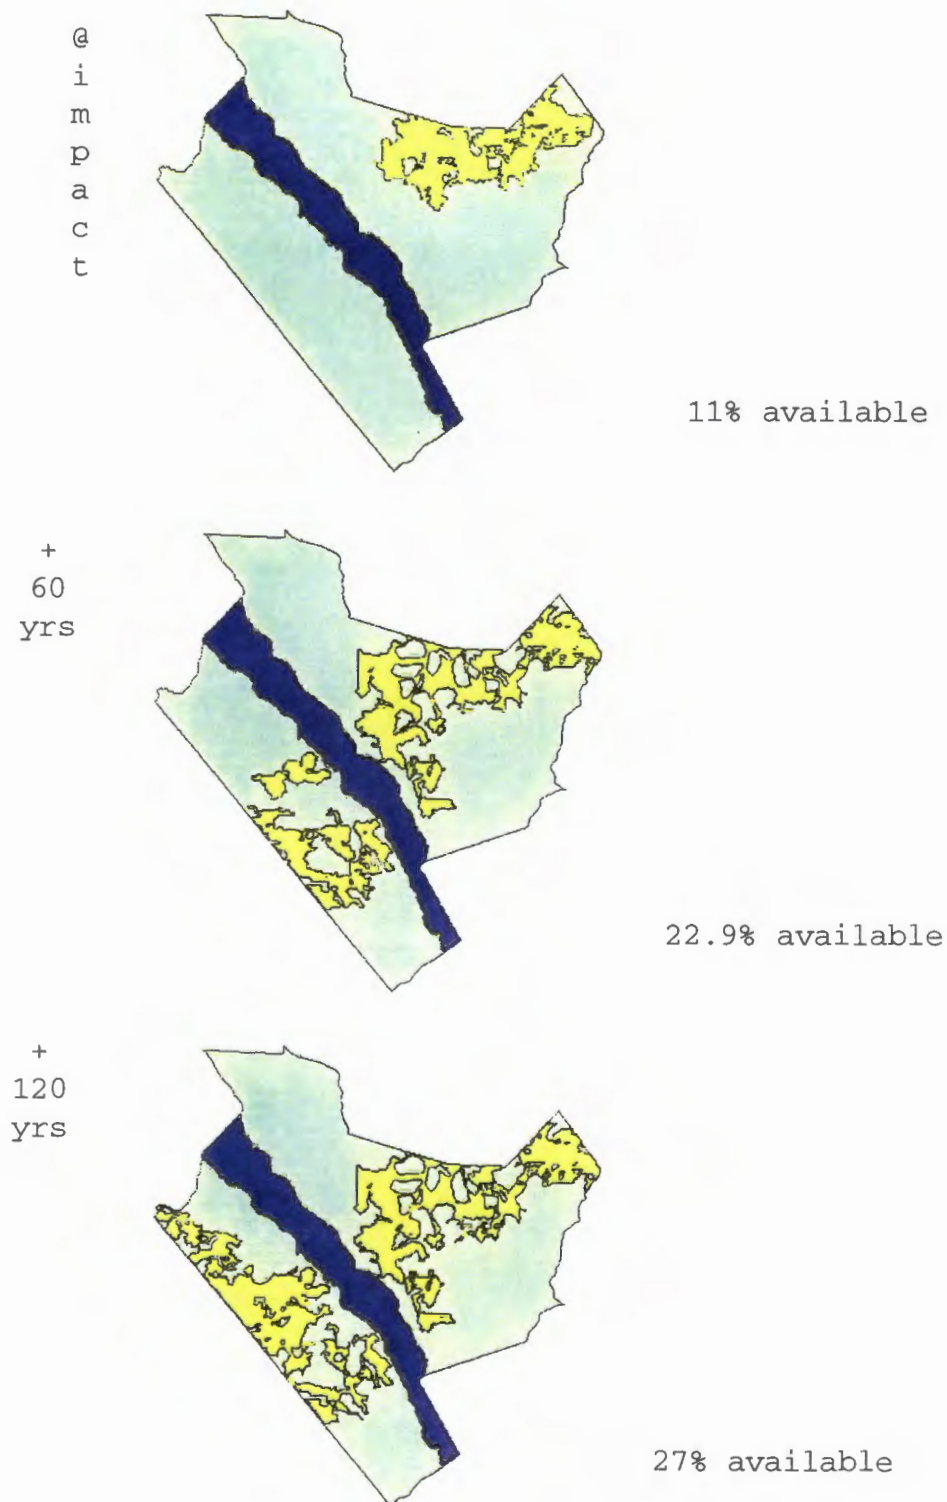 @
i
m
p
a
c
t
11% available
+
60
yrs
22.9% available
+
120
yrs
27% available